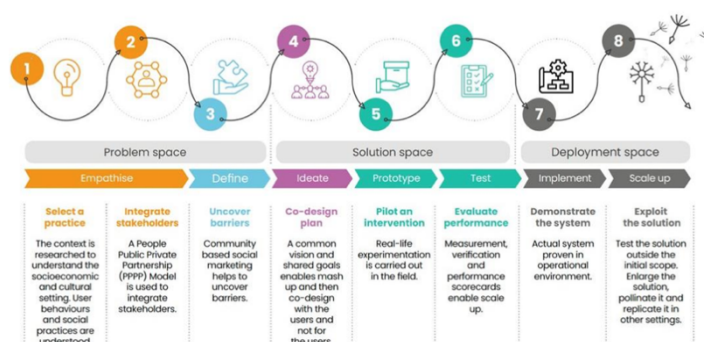 1
2
3
4
5
6
7
8
Problem space
Solution space
Deployment space
Empathise
Define
Ideate
Prototype
Test
Implement
Scale up
Select a
practice
The context is
researched to
understand the
socioeconomic
and cultural
setting. User
behaviours
and social
practices are
understood
Integrate
stakeholders
A People
Public Private
Partnership
(PPPP) Model
is used to
integrate
stakeholders.
Uncover
barriers
Community
based social
marketing
helps to
uncover
barriers.
Co-design
plan
A common
vision and
shared goals
enables mash
up and then
co-design
with the
users and
not for
the users
Pilot an
intervention
Real-life
experimentation
is carried out
in the field.
Evaluate
performance
Measurement,
verification
and
performance
scorecards
enable scale
up.
Demonstrate
the system
Actual system
proven in
operational
environment.
Exploit
the solution
Test the solution
outside the
initial scope.
Enlarge the
solution,
pollinate it and
replicate it in
other settings.